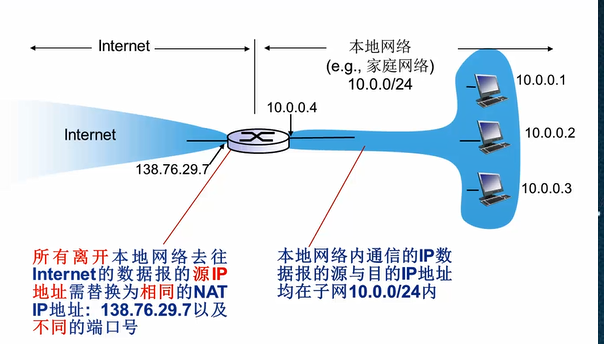 Internet
本地网络
(e.g., 家庭网络)
10.0.0/24
10.0.0.1
10.0.0.4
Internet
10.0.0.2
138.76.29.7
10.0.0.3
所有离开本地网络去往
Internet的数据报的源IP
地址需替换为相同的NAT
IP地址：138.76.29.7以及
不同的端口号
本地网络内通信的IP数
据报的源与目的IP地址
均在子网10.0.0/24内